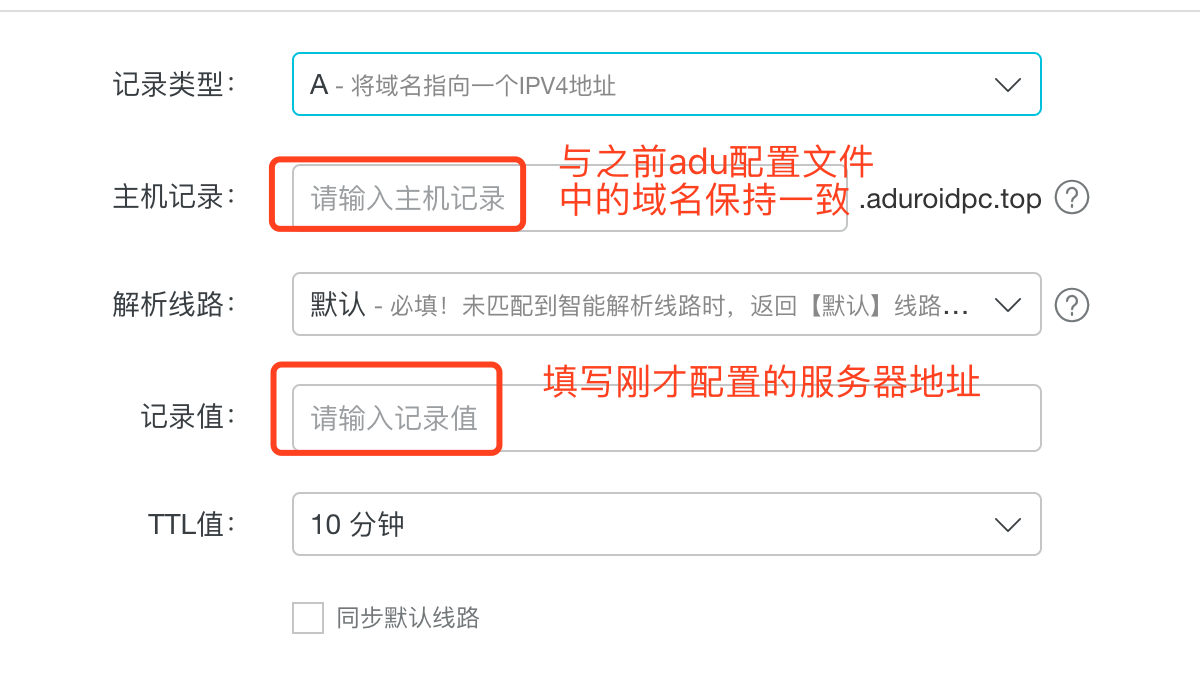 记录类型：
A - 将域名指向一个IPV4地址
与之前adu配置文件
主机记录：
请输入主机记录
中的域名保持一致
.aduroidpc.top
?
解析线路：
默认 - 必填！未匹配到智能解析线路时，返回【默认】线路...
?
填写刚才配置的服务器地址
记录值：
请输入记录值
TTL值：
10 分钟
同步默认线路